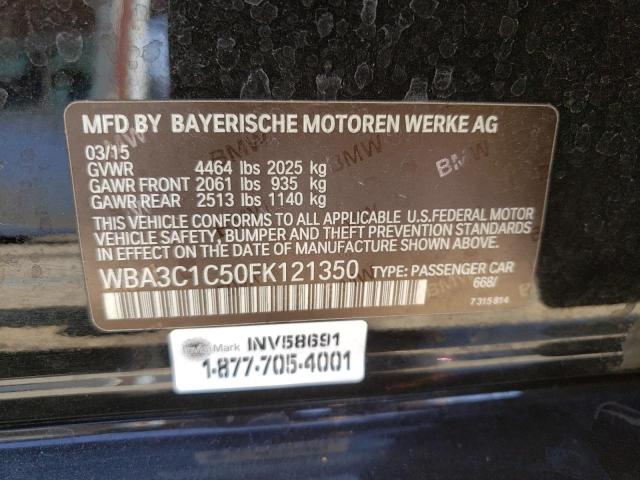 MFD BY BAYERISCHE MOTOREN WERKE AG
03/15
GVWR 4464 lbs 2025 kg
GAWR FRONT 2061 lbs 935 kg
GAWR REAR 2513 lbs 1140 kg
THIS VEHICLE CONFORMS TO ALL APPLICABLE U.S.FEDERAL MOTOR
VEHICLE SAFETY, BUMPER AND THEFT PREVENTION STANDARDS
IN EFFECT ON THE DATE OF MANUFACTURE SHOWN ABOVE.
WBA3C1C50FK121350 TYPE: PASSENGER CAR
668/
7315814
Mark INV58691
1-877-705-4001